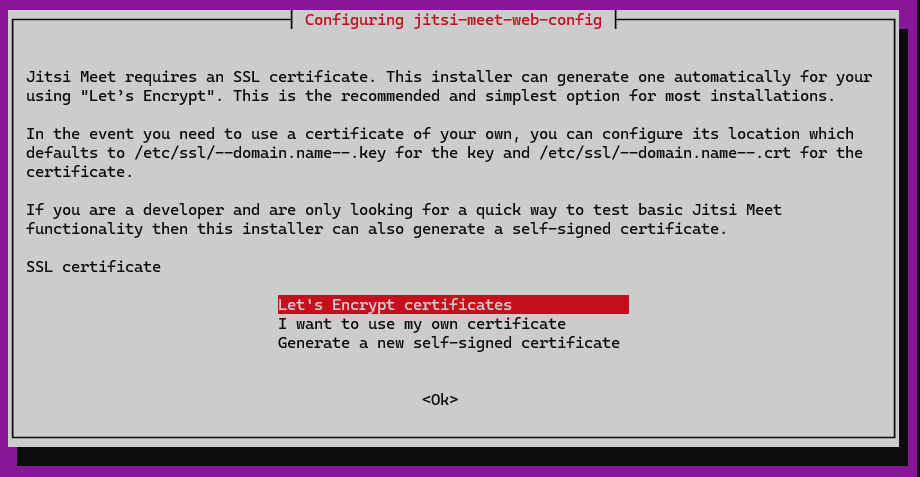 Configuring jitsi-meet-web-config
Jitsi Meet requires an SSL certificate. This installer can generate one automatically for your
using "Let’s Encrypt". This is the recommended and simplest option for most installations.
In the event you need to use a certificate of your own, you can configure its location which
defaults to /etc/ssl/--domain.name--.key for the key and /etc/ssl/--domain.name--.crt for the
certificate.
If you are a developer and are only looking for a quick way to test basic Jitsi Meet
functionality then this installer can also generate a self-signed certificate.
SSL certificate
Let's Encrypt certificates
I want to use my own certificate
Generate a new self-signed certificate
<Ok>